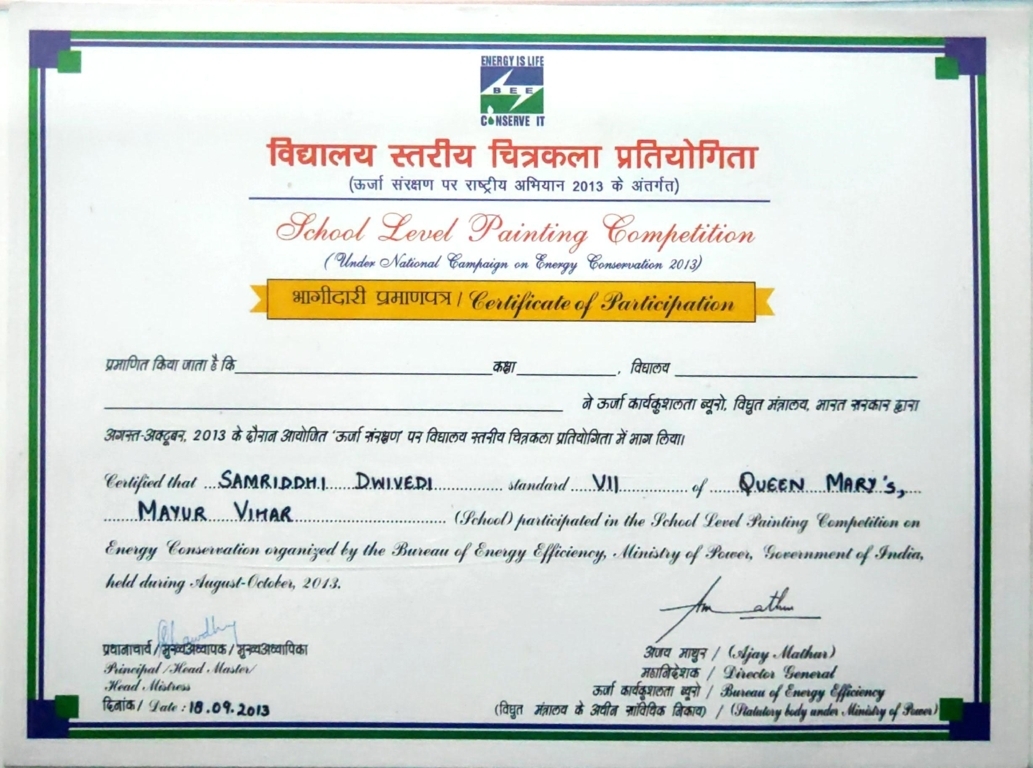 ENERGY IS LIFE
BEE
CONSERVE IT
विद्यालय स्तरीय चित्रकला प्रतियोगिता
(ऊर्जा संरक्षण पर राष्ट्रीय अभियान 2013 के अंतर्गत)
School Level Painting Competition
(Under National Campaign on Energy Conservation 2013)
भागीदारी प्रमाणपत्र / Certificate of Participation
प्रमाणित किया जाता है कि कक्षा , विद्यालय
ने ऊर्जा कार्यकुशलता ब्यूरो, विद्युत मंत्रालय, भारत सरकार द्वारा
अगस्त-अक्टूबर, 2013 के दौरान आयोजित 'ऊर्जा संरक्षण' पर विद्यालय स्तरीय चित्रकला प्रतियोगिता में भाग लिया।
Certified that SAMRIDDHI DWIVEDI standard VII of QUEEN MARY's,
MAYUR VIHAR (School) participated in the School Level Painting Competition on
Energy Conservation organized by the Bureau of Energy Efficiency, Ministry of Power, Government of India,
held during August-October, 2013.
प्रधानाचार्य / मुख्यअध्यापक / मुख्यअध्यापिका
Principal/Head Master/
Head Mistress
दिनांक / Date : 18.09.2013
अजय माथुर / (Ajay Mathur)
महानिदेशक / Director General
ऊर्जा कार्यकुशलता ब्यूरो / Bureau of Energy Efficiency
(विद्युत मंत्रालय के अधीन सांविधिक निकाय) / (Statutory body under Ministry of Power)